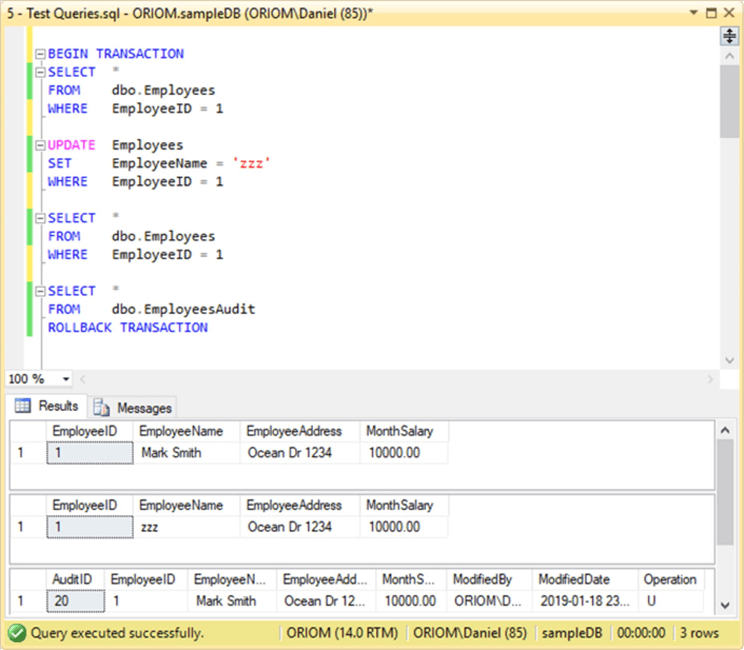 5 - Test Queries.sql - ORIOM.sampleDB (ORIOM\Daniel (85))*
BEGIN TRANSACTION
SELECT *
FROM dbo.Employees
WHERE EmployeeID = 1
UPDATE Employees
SET EmployeeName = 'zzz'
WHERE EmployeeID = 1
SELECT *
FROM dbo.Employees
WHERE EmployeeID = 1
SELECT *
FROM dbo.EmployeesAudit
ROLLBACK TRANSACTION
100 %
Results Messages
EmployeeID EmployeeName EmployeeAddress MonthSalary
1 1 Mark Smith Ocean Dr 1234 10000.00
EmployeeID EmployeeName EmployeeAddress MonthSalary
1 1 zzz Ocean Dr 1234 10000.00
AuditID EmployeeID EmployeeN... EmployeeAdd... MonthS... ModifiedBy ModifiedDate Operation
1 20 1 Mark Smith Ocean Dr 12... 10000.00 ORIOM\D... 2019-01-18 23... U
Query executed successfully. ORIOM (14.0 RTM) ORIOM\Daniel (85) sampleDB 00:00:00 3 rows